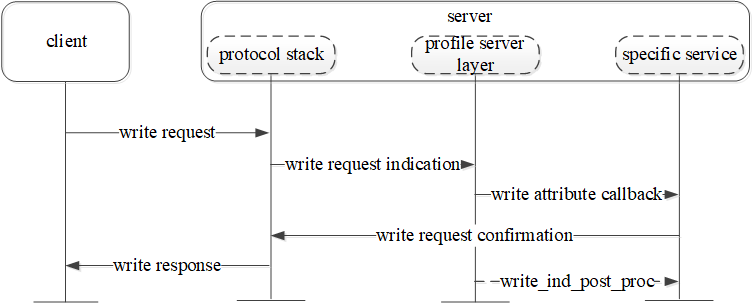 server
client
protocol stack
profile server
layer
specific service
write request
write request indication
write attribute callback
write request confirmation
write response
write_ind_post_proc